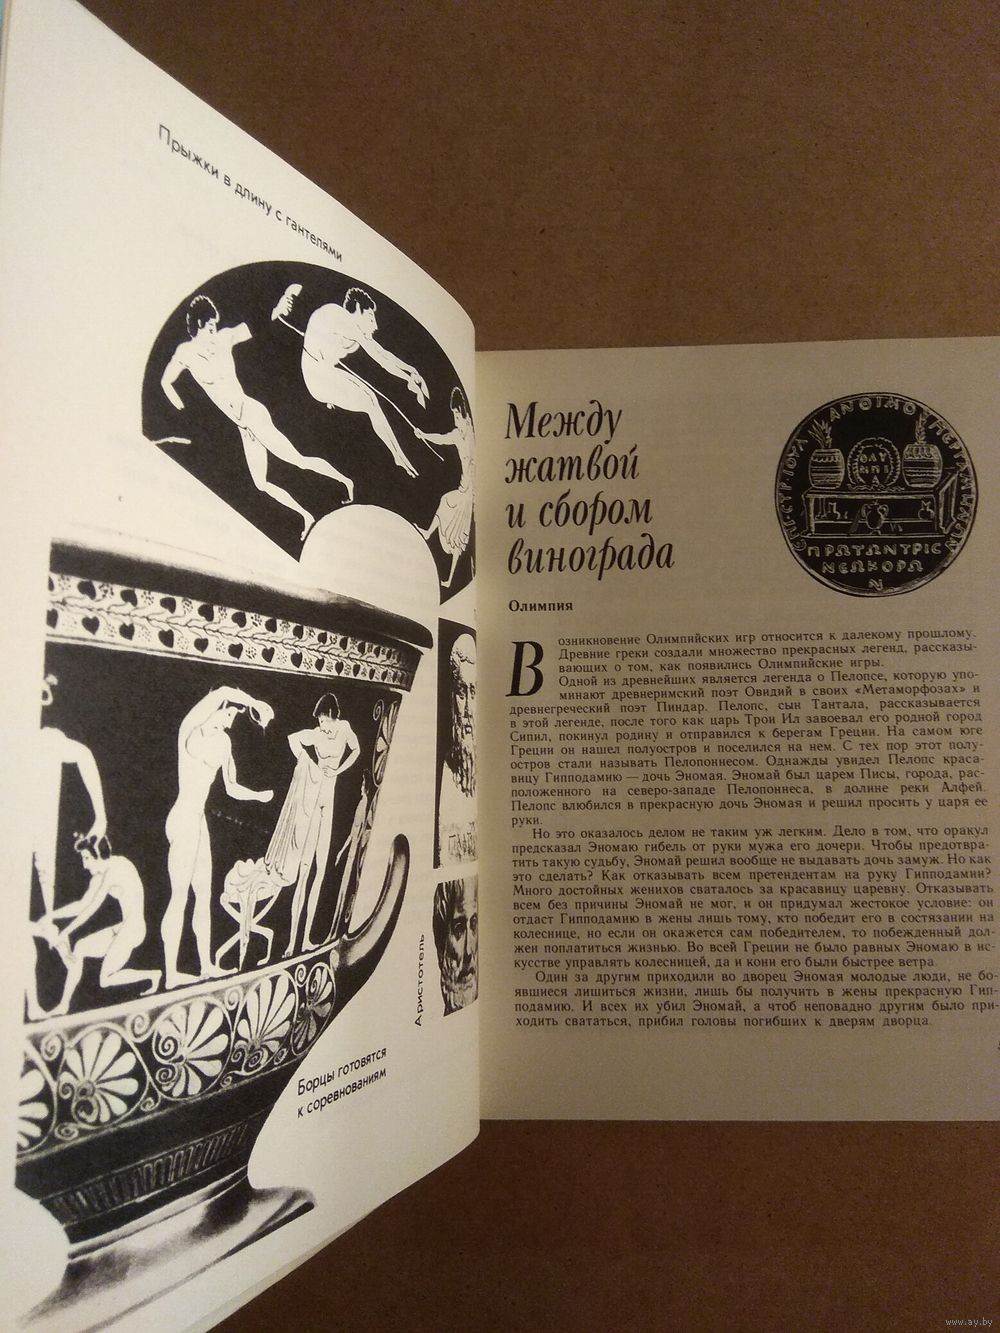 Прыжки в длину с гантелями
Аристотель
Борцы готовятся
к соревнованиям
Между
жатвой
и сбором
винограда
ΟΛΥ
ΜΠΙ
Α
ΠΡΩΤΩΝΤΡΙΣ
ΝΕΩΚΟΡΩ
Ν
Олимпия
Возникновение Олимпийских игр относится к далекому прошлому.
Древние греки создали множество прекрасных легенд, рассказы-
вающих о том, как появились Олимпийские игры.
Одной из древнейших является легенда о Пелопсе, которую упо-
минают древнеримский поэт Овидий в своих «Метаморфозах» и
древнегреческий поэт Пиндар. Пелопс, сын Тантала, рассказывается
в этой легенде, после того как царь Трои Ил завоевал его родной город
Сипил, покинул родину и отправился к берегам Греции. На самом юге
Греции он нашел полуостров и поселился на нем. С тех пор этот полу-
остров стали называть Пелопоннесом. Однажды увидел Пелопс краса-
вицу Гипподамию — дочь Эномая. Эномай был царем Писы, города, рас-
положенного на северо-западе Пелопоннеса, в долине реки Алфей.
Пелопс влюбился в прекрасную дочь Эномая и решил просить у царя ее
руки.
Но это оказалось делом не таким уж легким. Дело в том, что оракул
предсказал Эномаю гибель от руки мужа его дочери. Чтобы предотвра-
тить такую судьбу, Эномай решил вообще не выдавать дочь замуж. Но как
это сделать? Как отказывать всем претендентам на руку Гипподамии?
Много достойных женихов сваталось за красавицу царевну. Отказывать
всем без причины Эномай не мог, и он придумал жестокое условие: он
отдаст Гипподамию в жены лишь тому, кто победит его в состязании на
колеснице, но если он окажется сам победителем, то побежденный дол-
жен поплатиться жизнью. Во всей Греции не было равных Эномаю в ис-
кусстве управлять колесницей, да и кони его были быстрее ветра.
Один за другим приходили во дворец Эномая молодые люди, не бо-
явшиеся лишиться жизни, лишь бы получить в жены прекрасную Гип-
подамию. И всех их убил Эномай, а чтоб неповадно другим было при-
ходить свататься, прибил головы погибших к дверям дворца.
www.ay.by